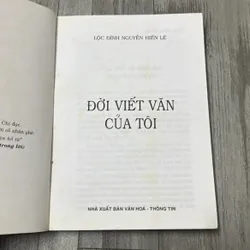 LỘC ĐÌNH NGUYỄN HIẾN LÊ
ĐỜI VIẾT VĂN
CỦA TÔI
NHÀ XUẤT BẢN VĂN HOÁ - THÔNG TIN